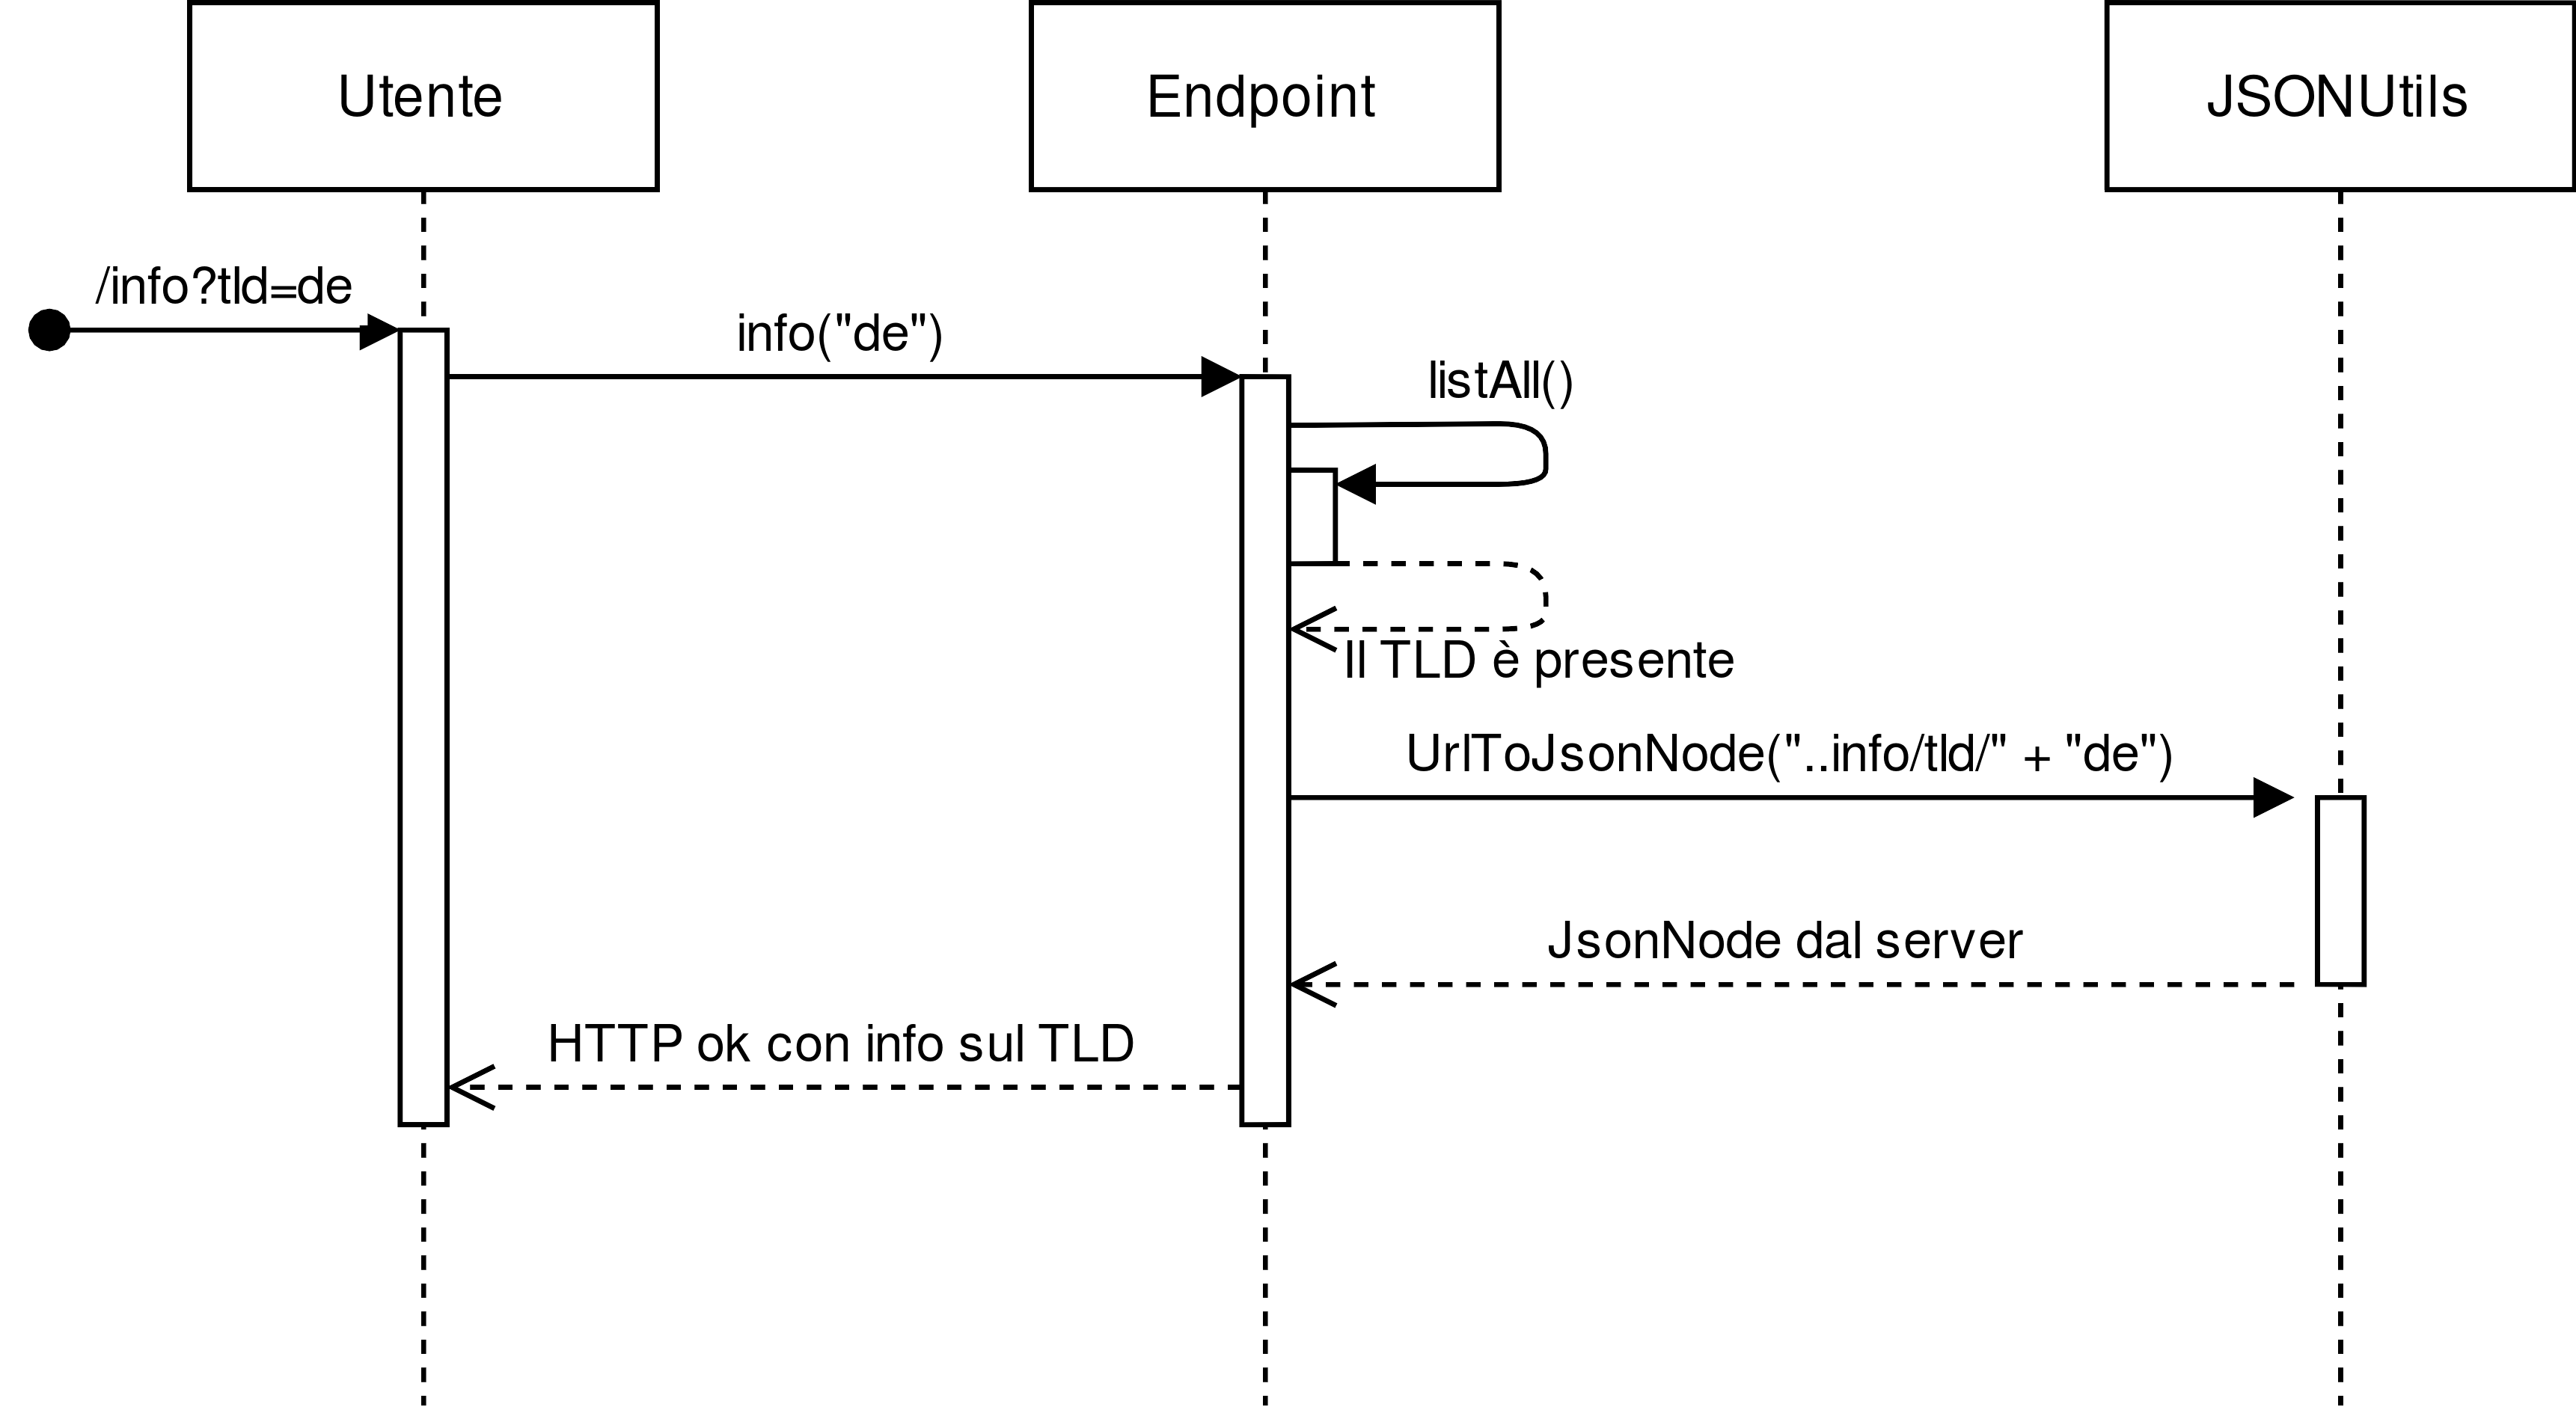 Utente
Endpoint
JSONUtils
/info?tld=de
info("de")
listAll()
Il TLD è presente
UrlToJsonNode("..info/tld/" + "de")
JsonNode dal server
HTTP ok con info sul TLD